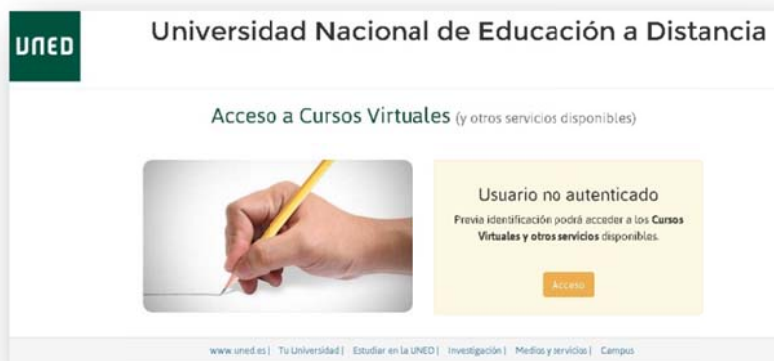 UNED
Universidad Nacional de Educación a Distancia
Acceso a Cursos Virtuales (y otros servicios disponibles)
Usuario no autenticado
Previa identificación podrá acceder a los Cursos
Virtuales y otros servicios disponibles.
Acceso
www.uned.es | Tu Universidad | Estudiar en la UNED | Investigación | Medios y servicios | Campus